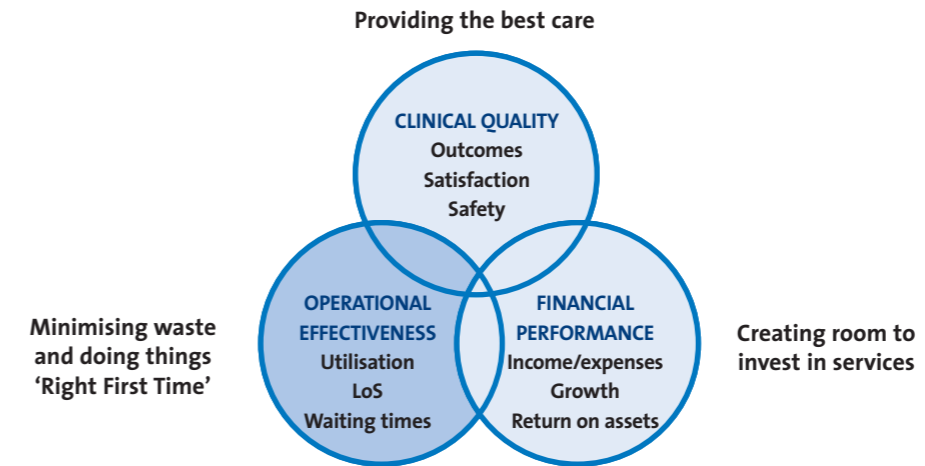 Providing the best care
CLINICAL QUALITY
Outcomes
Satisfaction
Safety
Minimising waste
and doing things
‘Right First Time’
OPERATIONAL
EFFECTIVENESS
Utilisation
LoS
Waiting times
FINANCIAL
PERFORMANCE
Income/expenses
Growth
Return on assets
Creating room to
invest in services